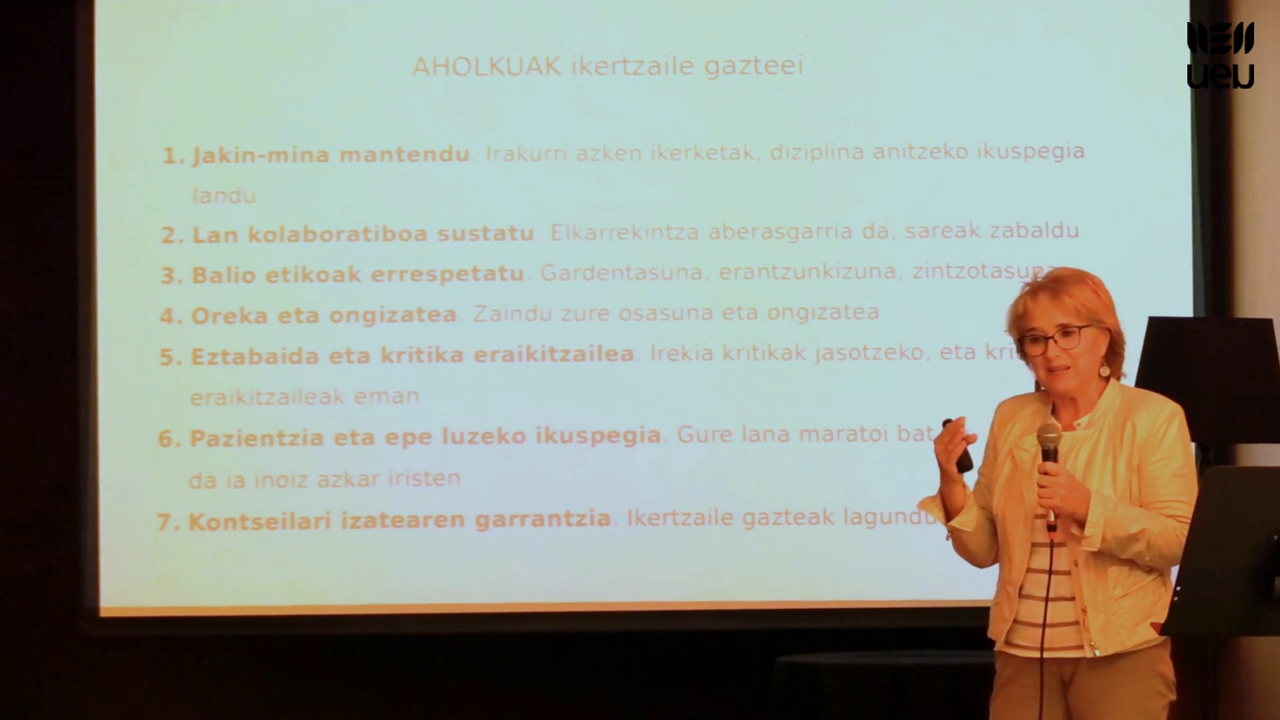 ueu
AHOLKUAK ikertzaile gazteei
1. Jakin-mina mantendu. Irakurri azken ikerketak, diziplina anitzeko ikuspegia
landu
2. Lan kolaboratiboa sustatu. Elkarrekintza aberasgarria da, sareak zabaldu
3. Balio etikoak errespetatu. Gardentasuna, erantzunkizuna, zintzotasuna
4. Oreka eta ongizatea. Zaindu zure osasuna eta ongizatea
5. Eztabaida eta kritika eraikitzailea. Irekia kritikak jasotzeko, eta
eraikitzaileak eman
6. Pazientzia eta epe luzeko ikuspegia. Gure lana maratoi bat
da ia inoiz azkar iristen
7. Kontseilari izatearen garrantzia. Ikertzaile gazteak